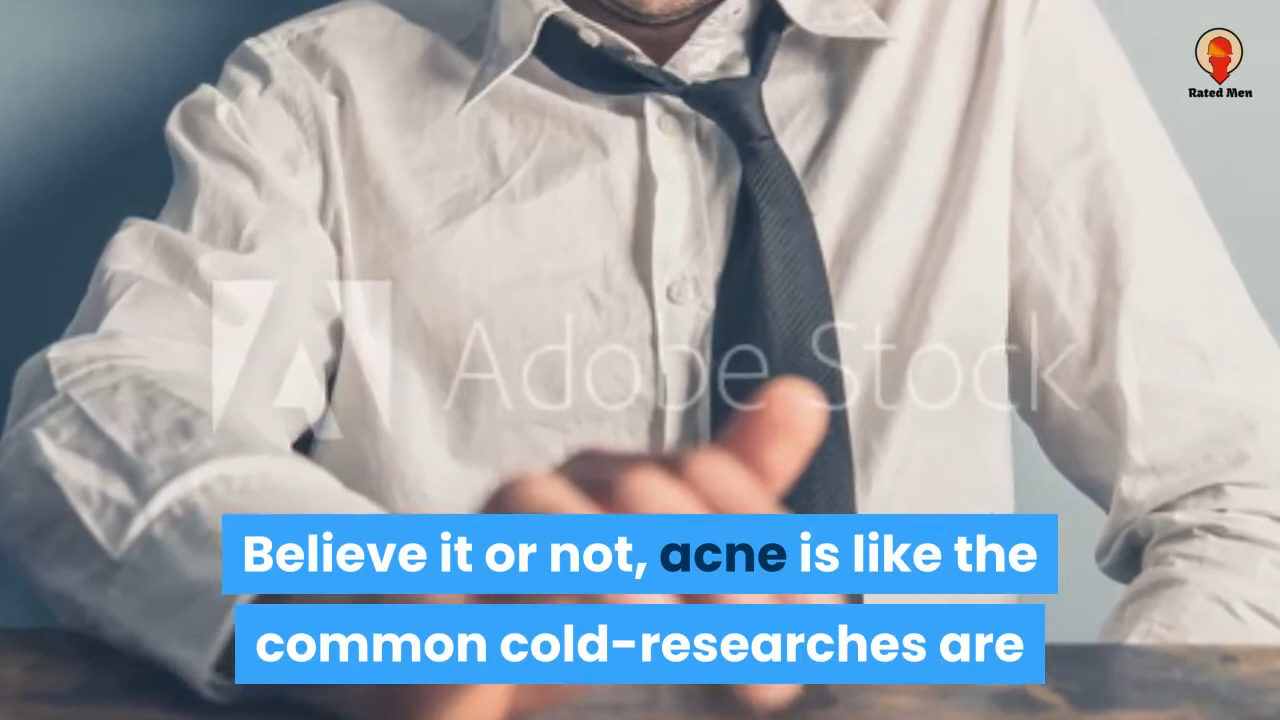 Rated Men
Adobe Stock
Believe it or not, acne is like the
common cold-researches are